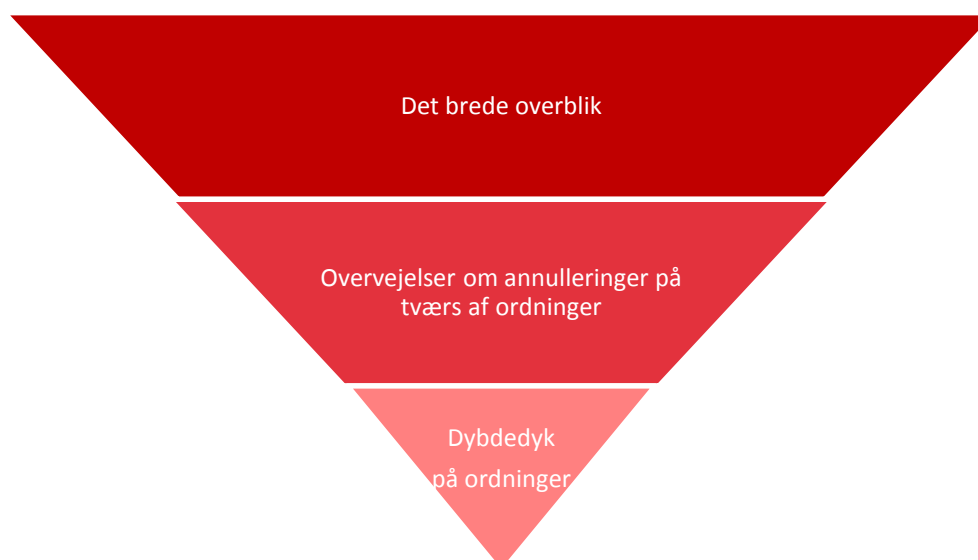 Det brede overblik
Overvejelser om annulleringer på
tværs af ordninger
Dybdedyk
på ordninger